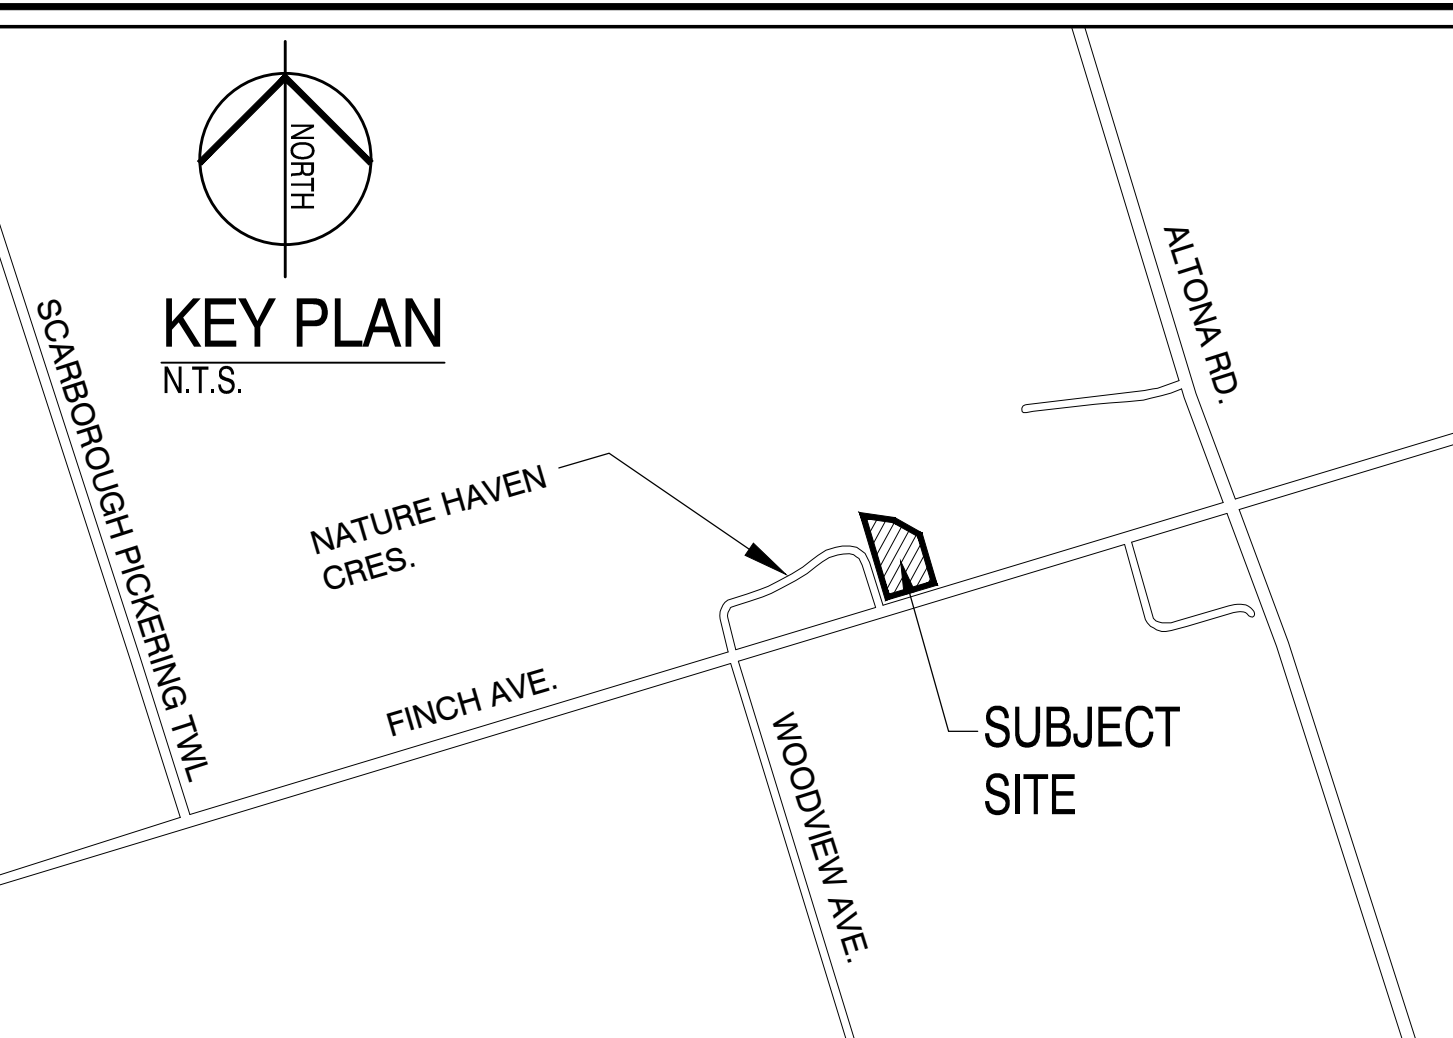 NORTH
KEY PLAN
N.T.S.
SCARBOROUGH PICKERING TWL
ALTONA RD.
NATURE HAVEN
CRES.
FINCH AVE.
WOODVIEW AVE.
SUBJECT
SITE